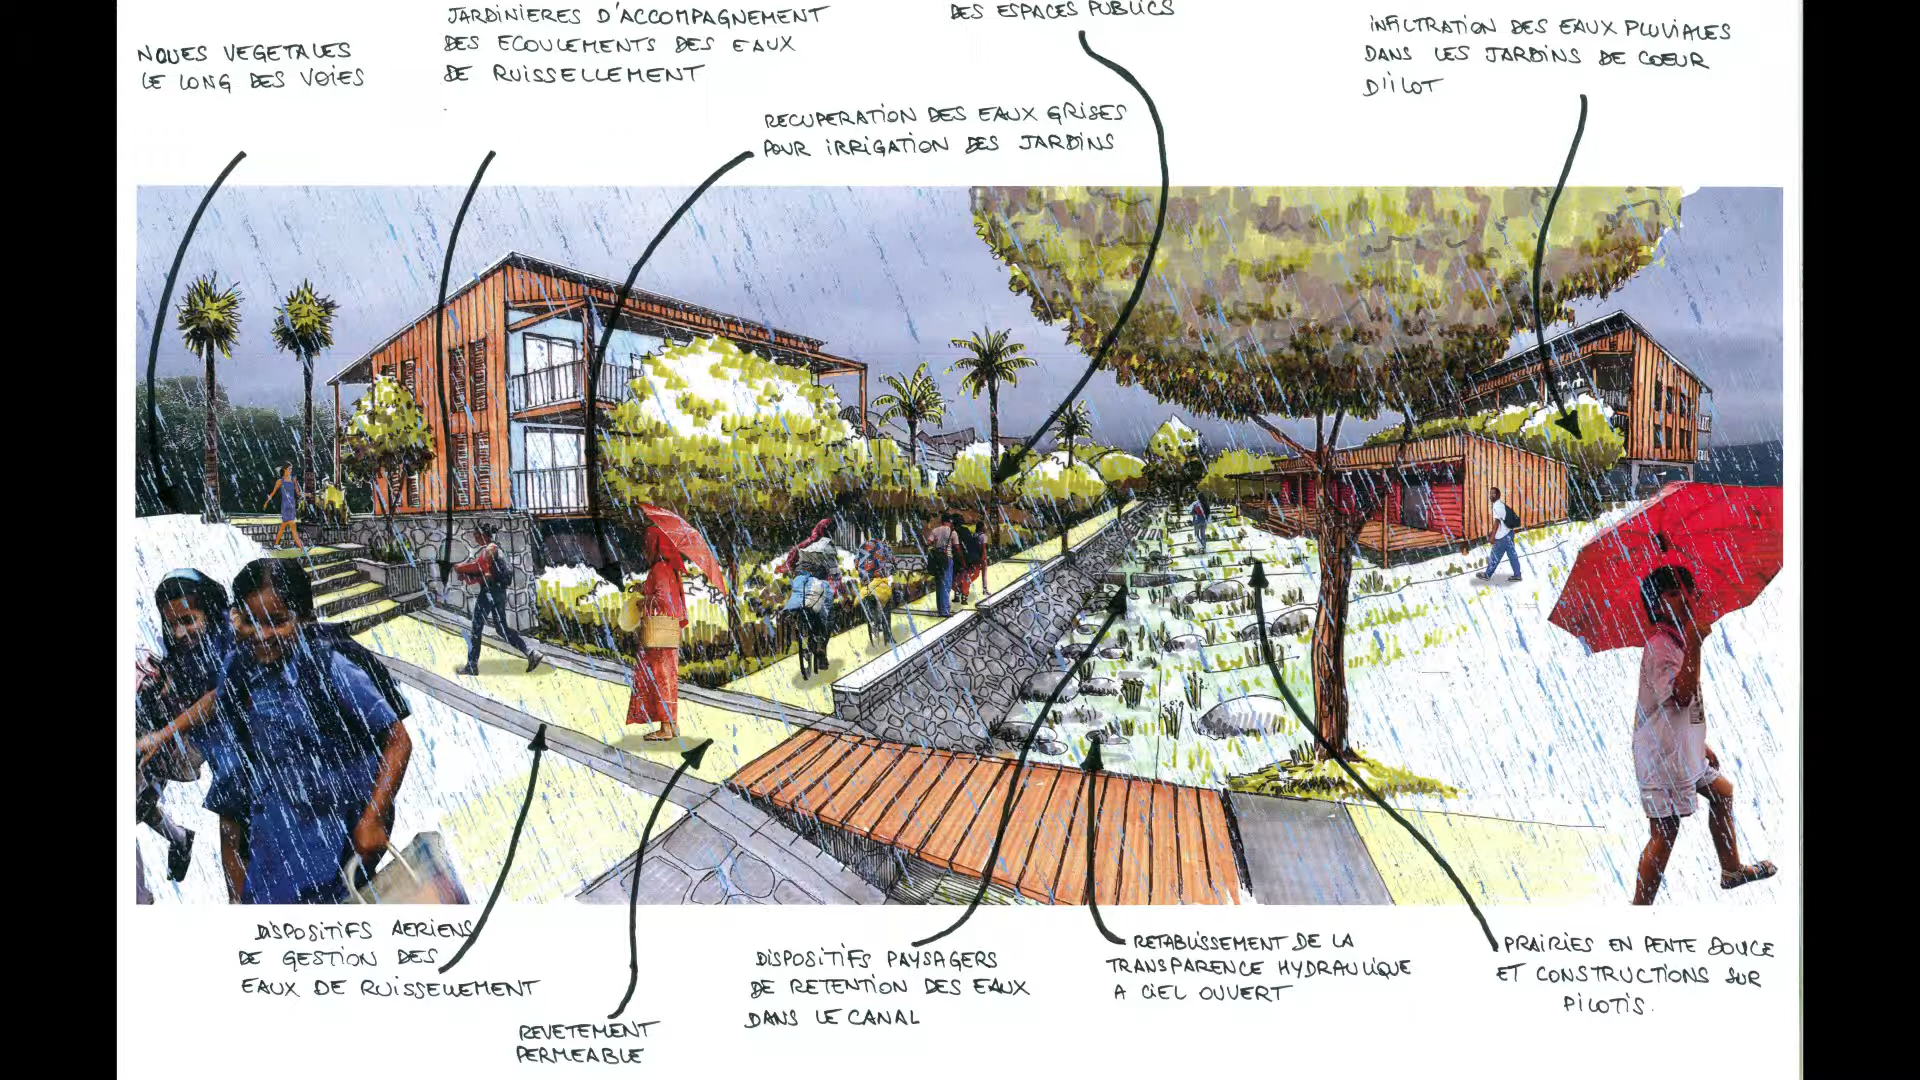 NOUES VEGETALES
LE LONG DES VOIES
JARDINIERES D'ACCOMPAGNEMENT
DES ECOULEMENTS DES EAUX
DE RUISSELLEMENT
DES ESPACES PUBLICS
RECUPERATION DES EAUX GRISES
POUR IRRIGATION DES JARDINS
INFILTRATION DES EAUX PLUVIALES
DANS LES JARDINS DE COEUR
D'ILOT
DISPOSITIFS AERIENS
DE GESTION DES
EAUX DE RUISSELLEMENT
REVETEMENT
PERMEABLE
DISPOSITIFS PAYSAGERS
DE RETENTION DES EAUX
DANS LE CANAL
RETABLISSEMENT DE LA
TRANSPARENCE HYDRAULIQUE
A CIEL OUVERT
PRAIRIES EN PENTE DOUCE
ET CONSTRUCTIONS SUR
PILOTIS.